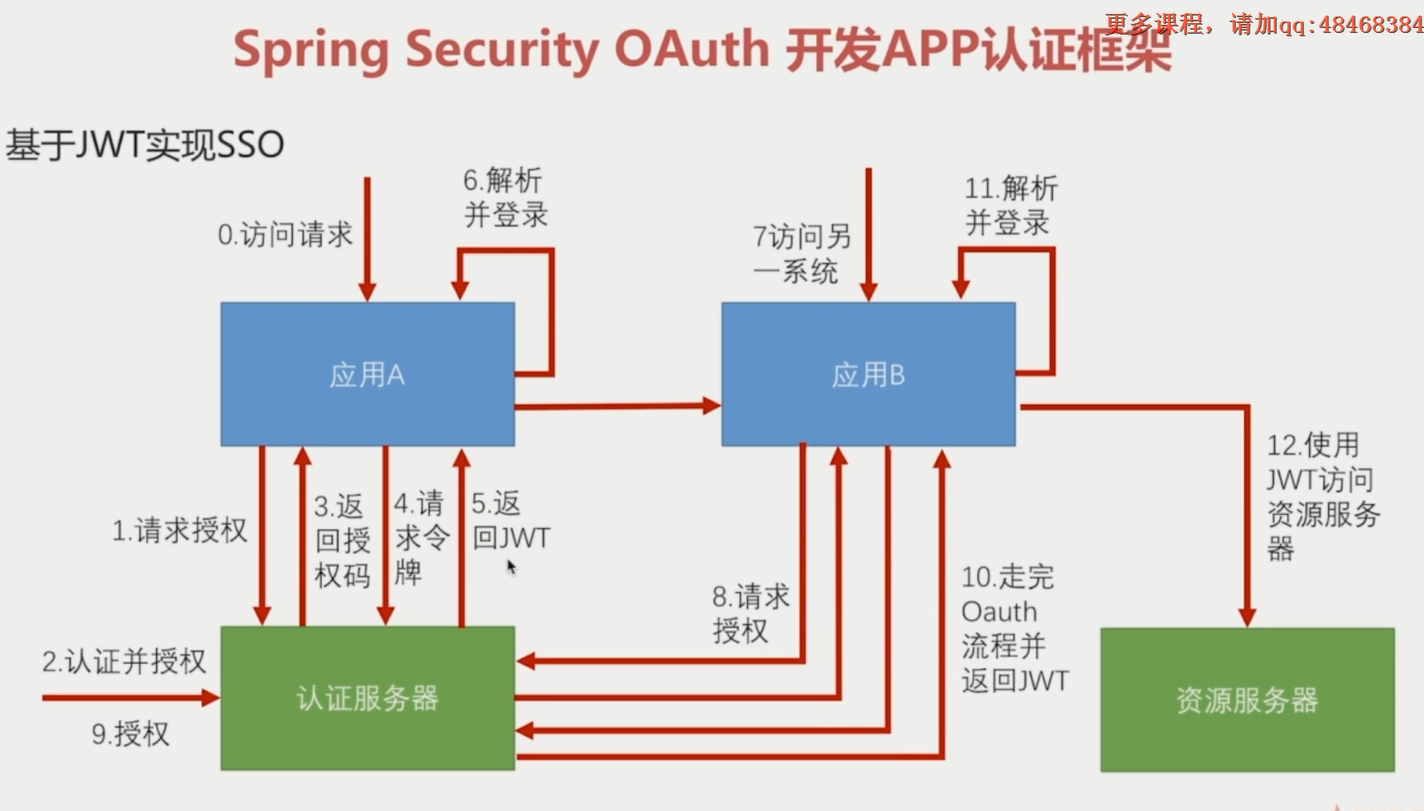 更多课程，请加qq:48468384
Spring Security OAuth 开发APP认证框架
基于JWT实现SSO
0.访问请求
6.解析
并登录
7访问另
一系统
11.解析
并登录
应用A
应用B
1.请求授权
3.返
回授
权码
4.请
求令
牌
5.返
回JWT
12.使用
JWT访问
资源服务
器
8.请求
授权
10.走完
Oauth
流程并
返回JWT
2.认证并授权
9.授权
认证服务器
资源服务器